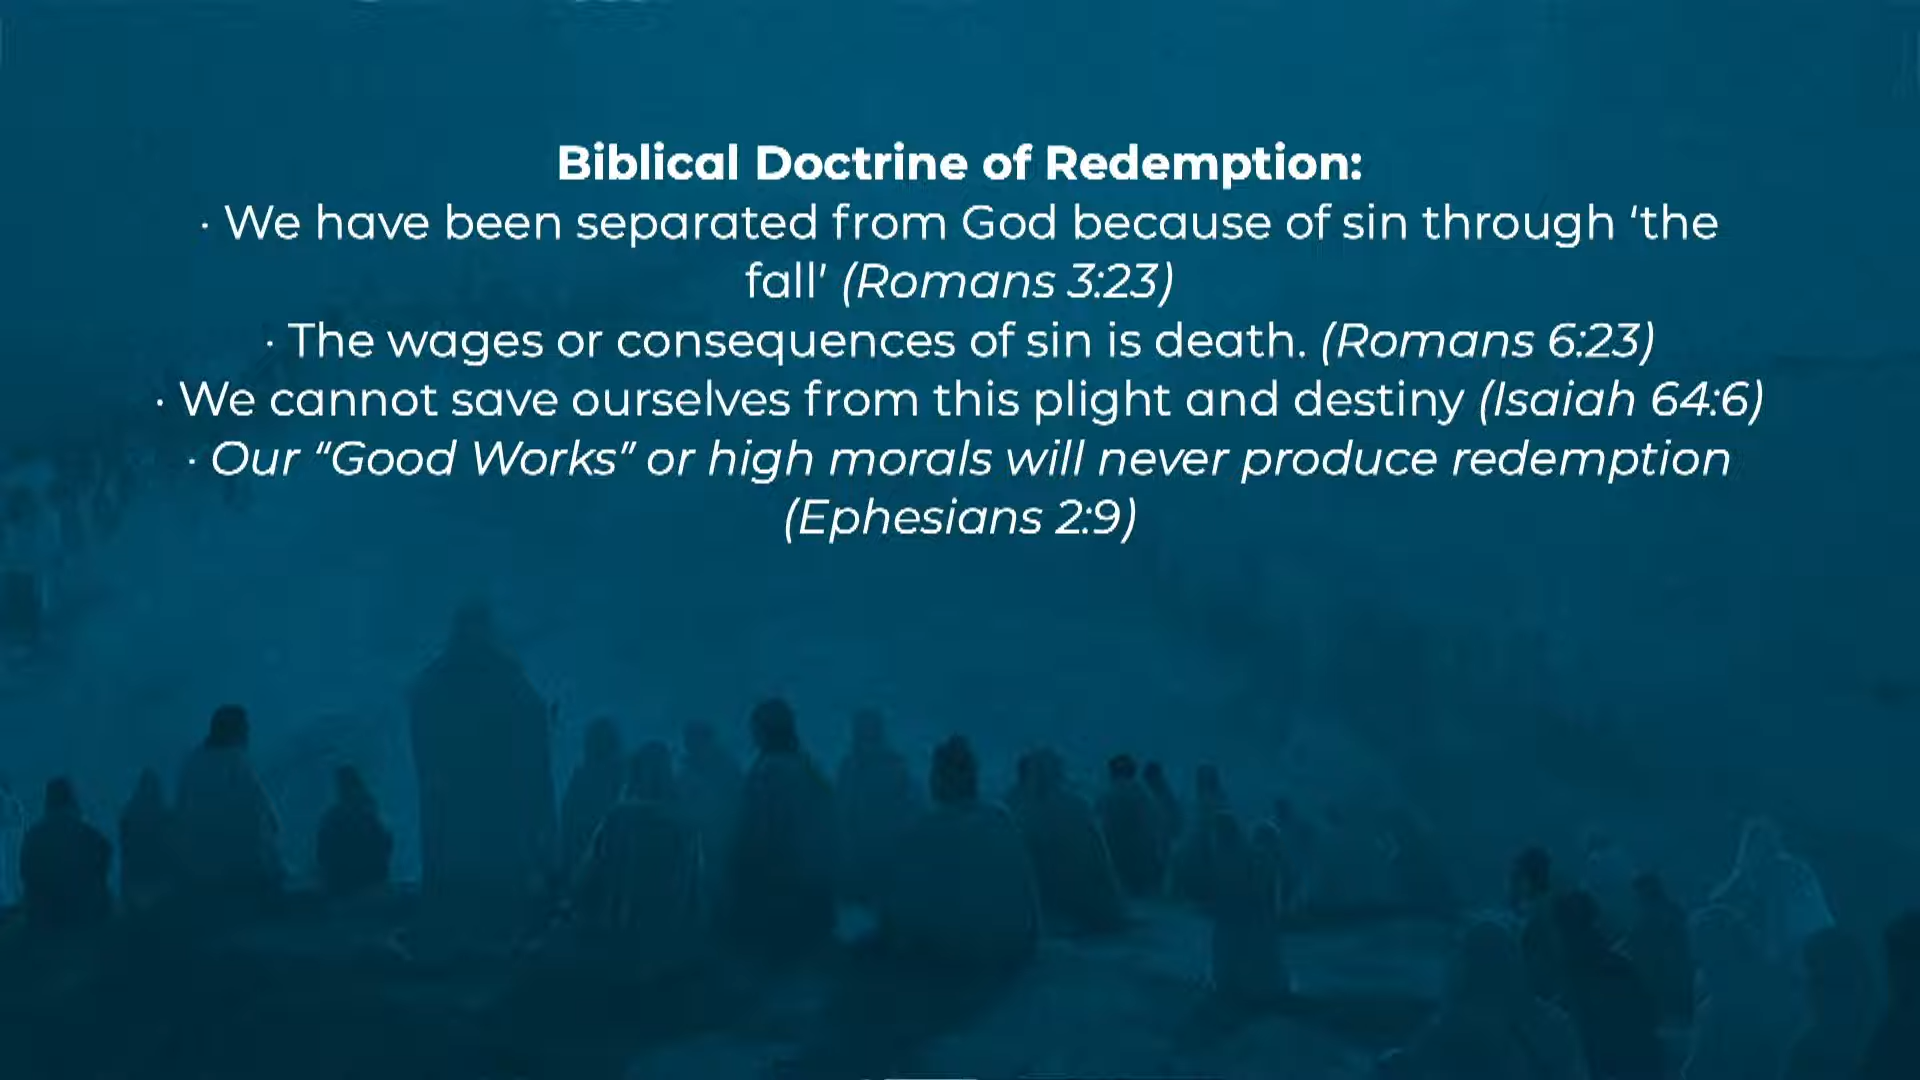 Biblical Doctrine of Redemption:
· We have been separated from God because of sin through ‘the
fall’ (Romans 3:23)
· The wages or consequences of sin is death. (Romans 6:23)
· We cannot save ourselves from this plight and destiny (Isaiah 64:6)
· Our “Good Works” or high morals will never produce redemption
(Ephesians 2:9)